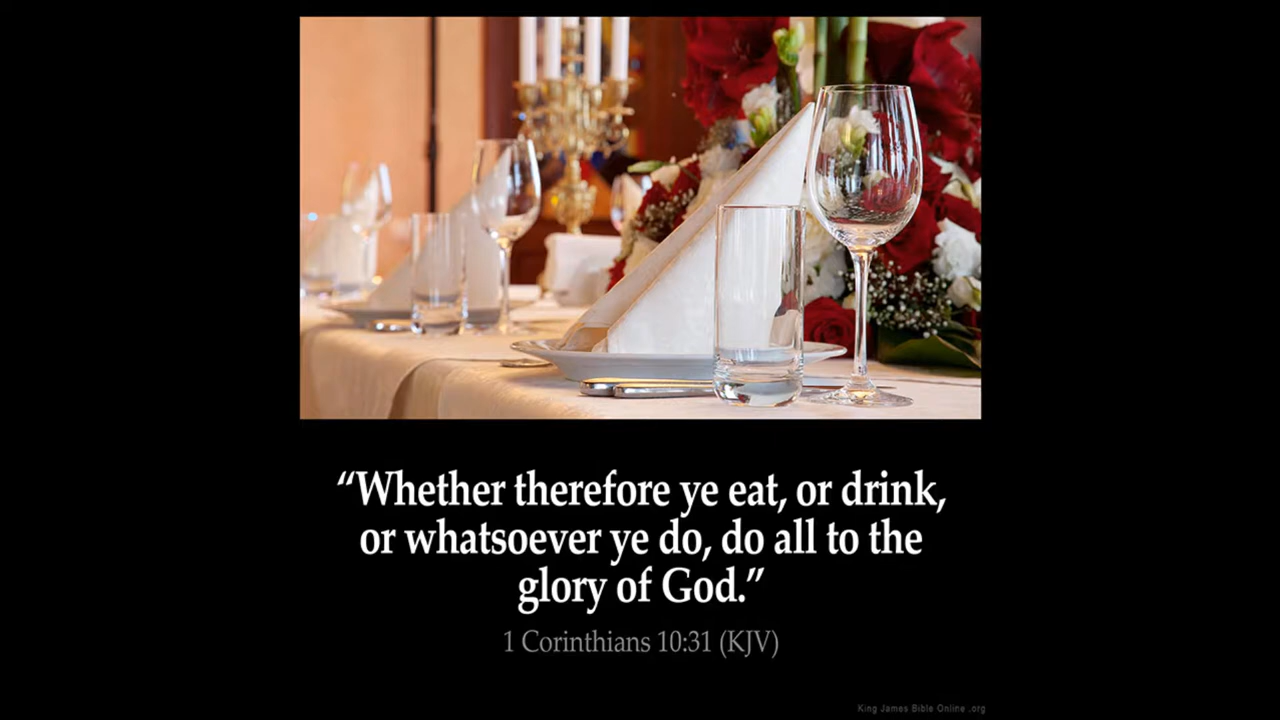 “Whether therefore ye eat, or drink,
or whatsoever ye do, do all to the
glory of God.”
1 Corinthians 10:31 (KJV)
King James Bible Online .org